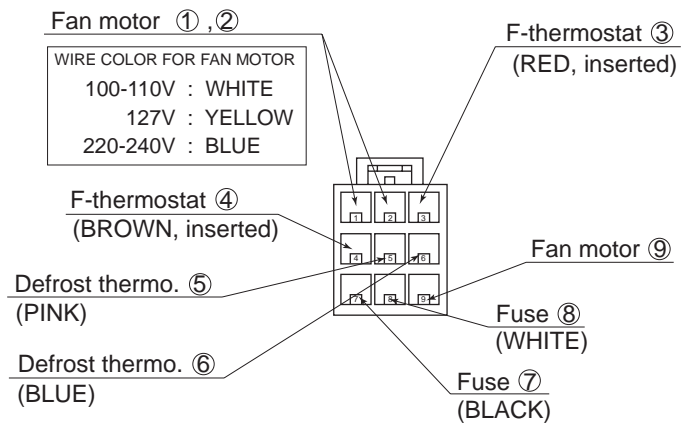 Fan motor ① ,②
WIRE COLOR FOR FAN MOTOR
100-110V : WHITE
127V : YELLOW
220-240V : BLUE
F-thermostat ③
(RED, inserted)
F-thermostat ④
(BROWN, inserted)
Defrost thermo. ⑤
(PINK)
Defrost thermo. ⑥
(BLUE)
1 2 3
4 5 6
7 8 9
Fan motor ⑨
Fuse ⑧
(WHITE)
Fuse ⑦
(BLACK)